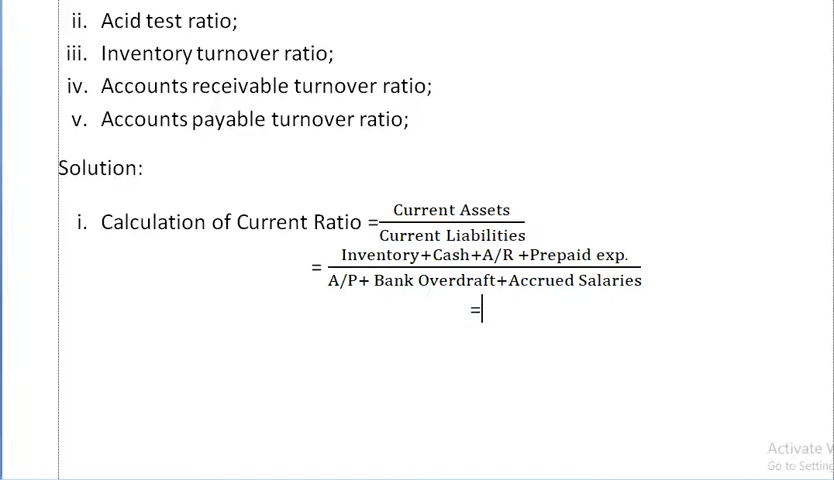 ii. Acid test ratio;
iii. Inventory turnover ratio;
iv. Accounts receivable turnover ratio;
v. Accounts payable turnover ratio;
Solution:
i. Calculation of Current Ratio = Current Assets
Current Liabilities
= Inventory+Cash+A/R +Prepaid exp.
A/P+ Bank Overdraft+Accrued Salaries
=
Activate
Go to Setting